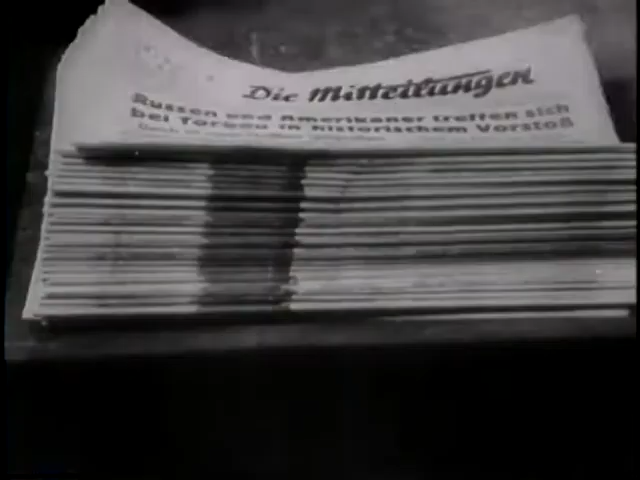 Die Mitteilungen
Russen und Amerikaner treffen sich
bei Torgau in historischem Vorstoß